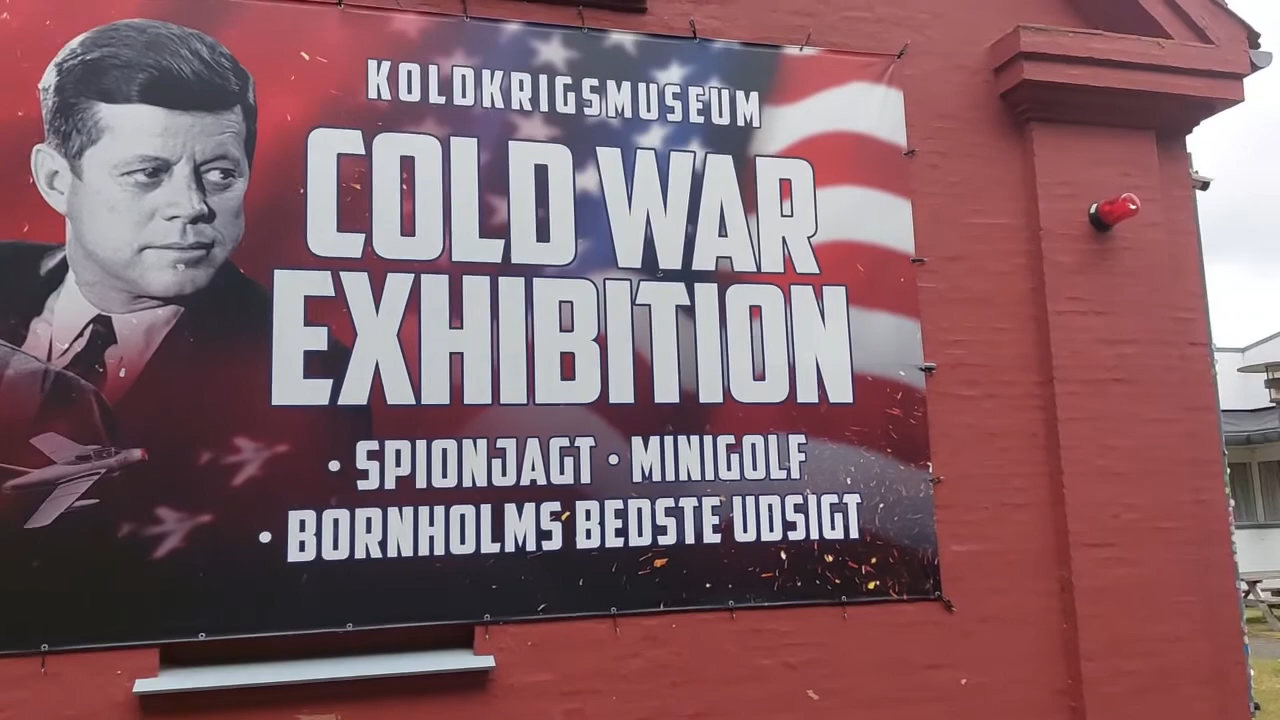 KOLDKRIGSMUSEUM
COLD WAR
EXHIBITION
• SPIONJAGT • MINIGOLF
• BORNHOLMS BEDSTE UDSIGT